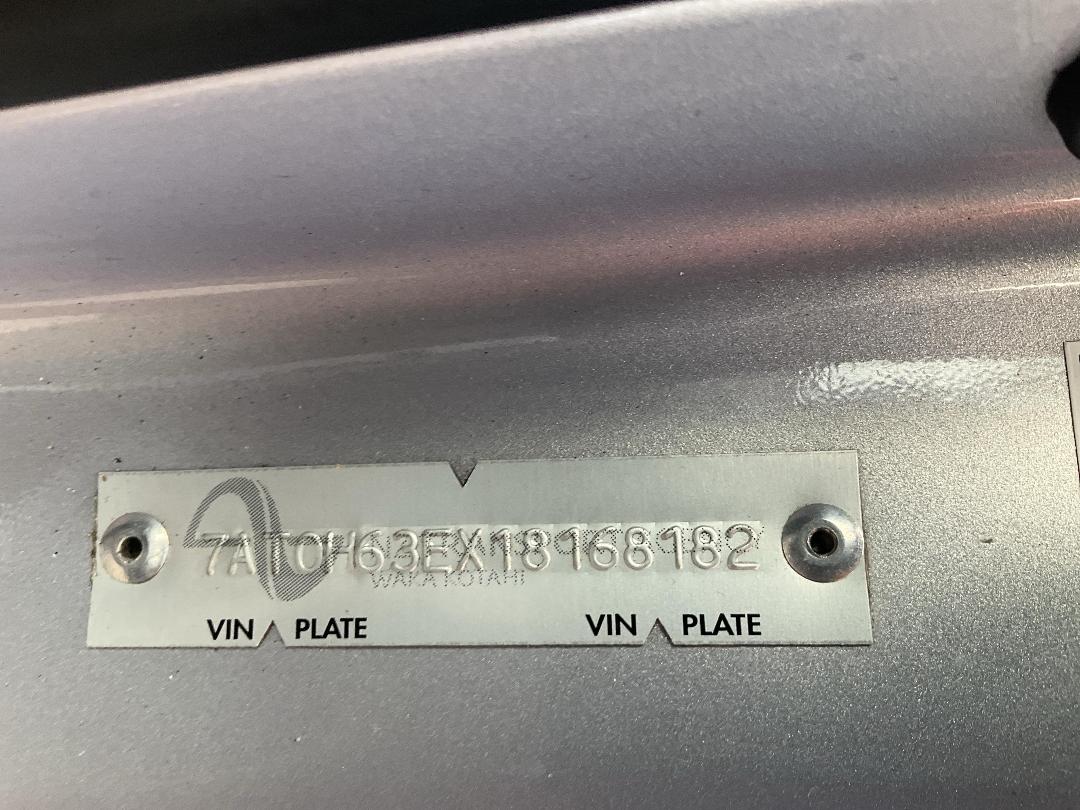 7AT0H63EX18168182
WAKA KOTAHI
VIN PLATE VIN PLATE